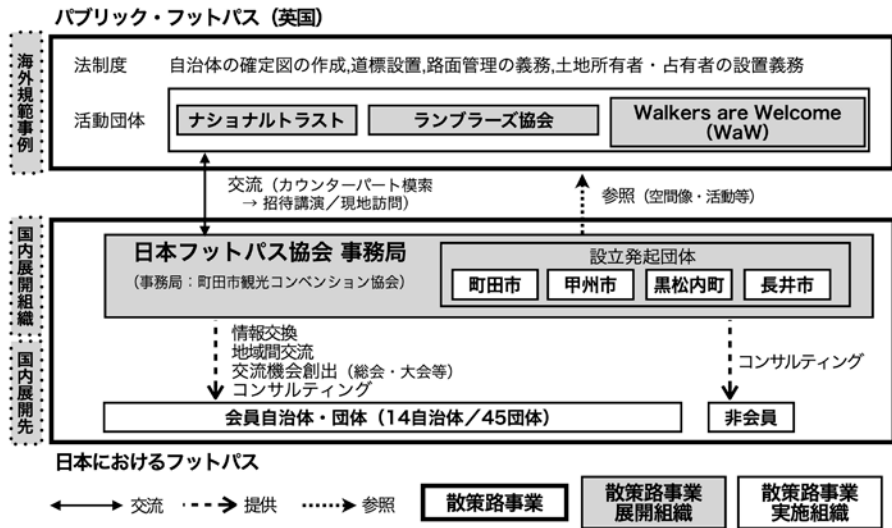 パブリック・フットパス（英国）
海外規範事例
法制度　自治体の確定図の作成,道標設置,路面管理の義務,土地所有者・占有者の設置義務
活動団体
ナショナルトラスト
ランブラーズ協会
Walkers are Welcome
(WaW)
交流（カウンターパート模索
→ 招待講演／現地訪問）
参照（空間像・活動等）
国内展開組織
日本フットパス協会 事務局
（事務局：町田市観光コンベンション協会）
設立発起団体
町田市
甲州市
黒松内町
長井市
国内展開先
情報交換
地域間交流
交流機会創出（総会・大会等）
コンサルティング
コンサルティング
会員自治体・団体（14自治体／45団体）
非会員
日本におけるフットパス
交流
提供
参照
散策路事業
散策路事業
展開組織
散策路事業
実施組織